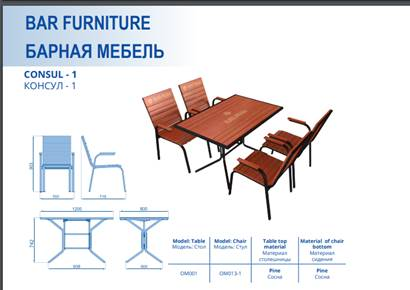 BAR FURNITURE
БАРНАЯ МЕБЕЛЬ
CONSUL - 1
КОНСУЛ - 1
1200
800
742
Model: Table
Модель: Стол
Model: Chair
Модель: Стул
Table top
material
Материал
столешницы
Material of chair
bottom
Материал
сидения
OM001
OM013-1
Pine
Сосна
Pine
Сосна